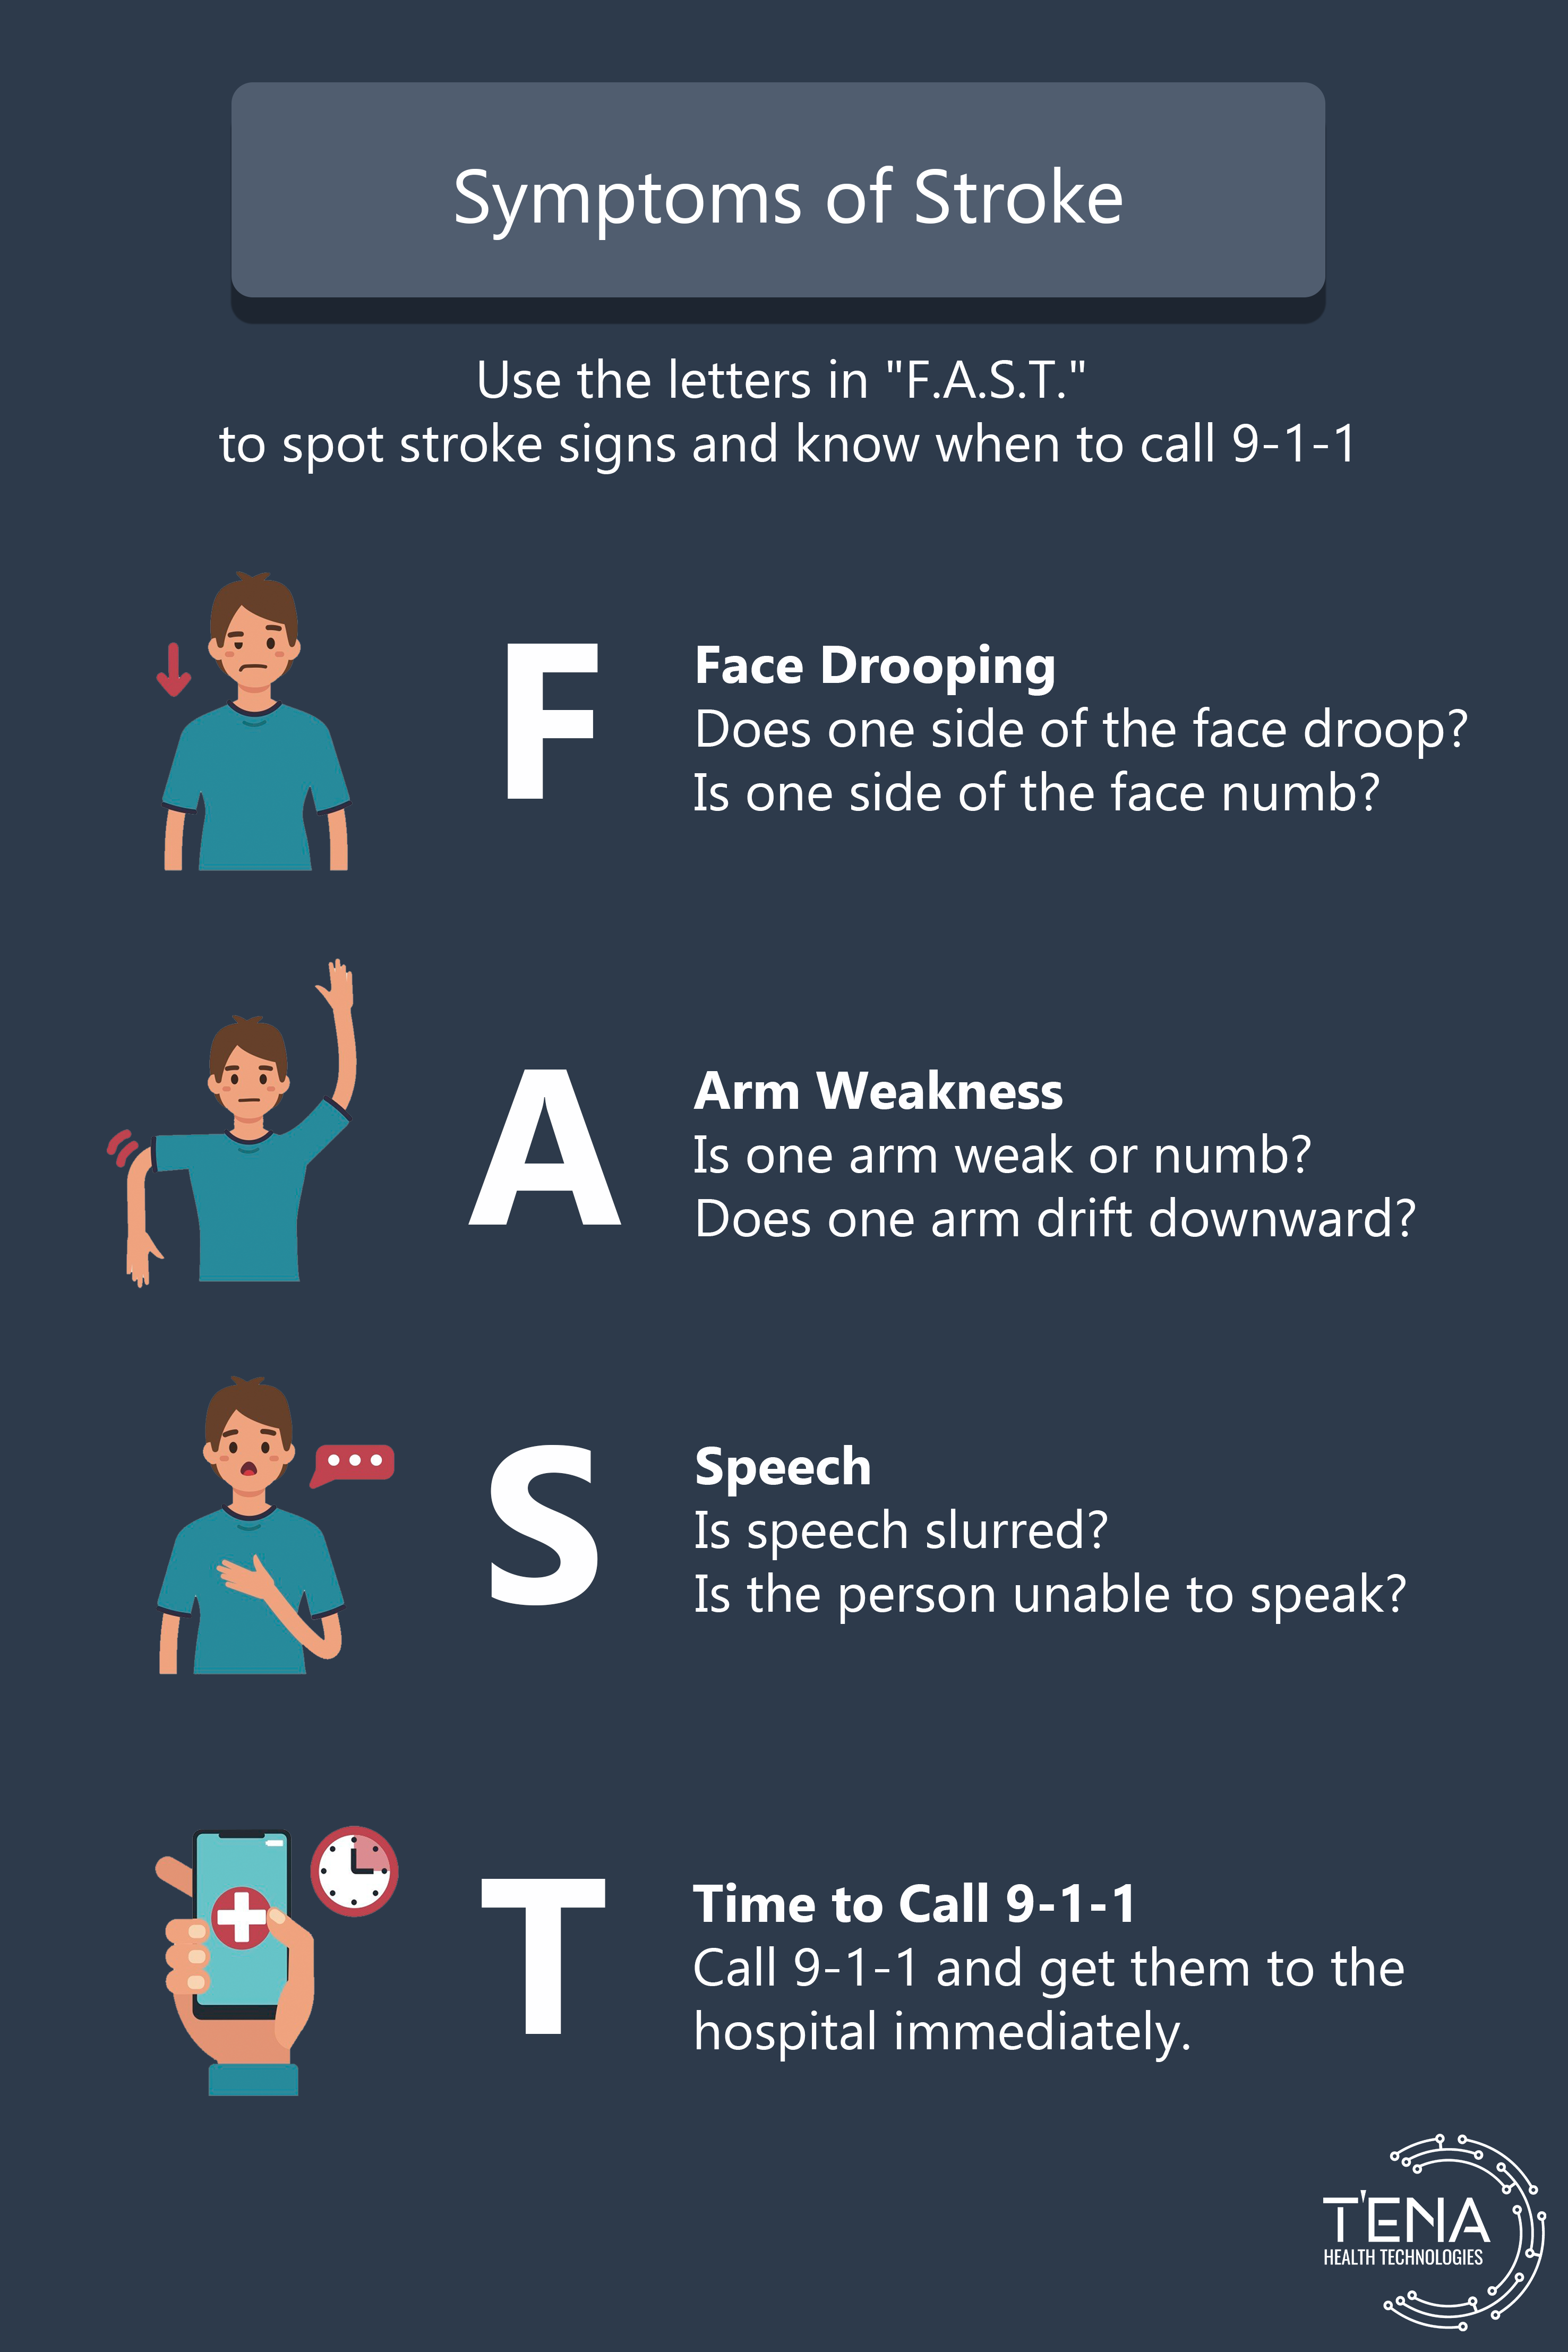 Symptoms of Stroke
Use the letters in "F.A.S.T."
to spot stroke signs and know when to call 9-1-1
F
Face Drooping
Does one side of the face droop?
Is one side of the face numb?
A
Arm Weakness
Is one arm weak or numb?
Does one arm drift downward?
S
Speech
Is speech slurred?
Is the person unable to speak?
T
Time to Call 9-1-1
Call 9-1-1 and get them to the
hospital immediately.
T'ENA
HEALTH TECHNOLOGIES